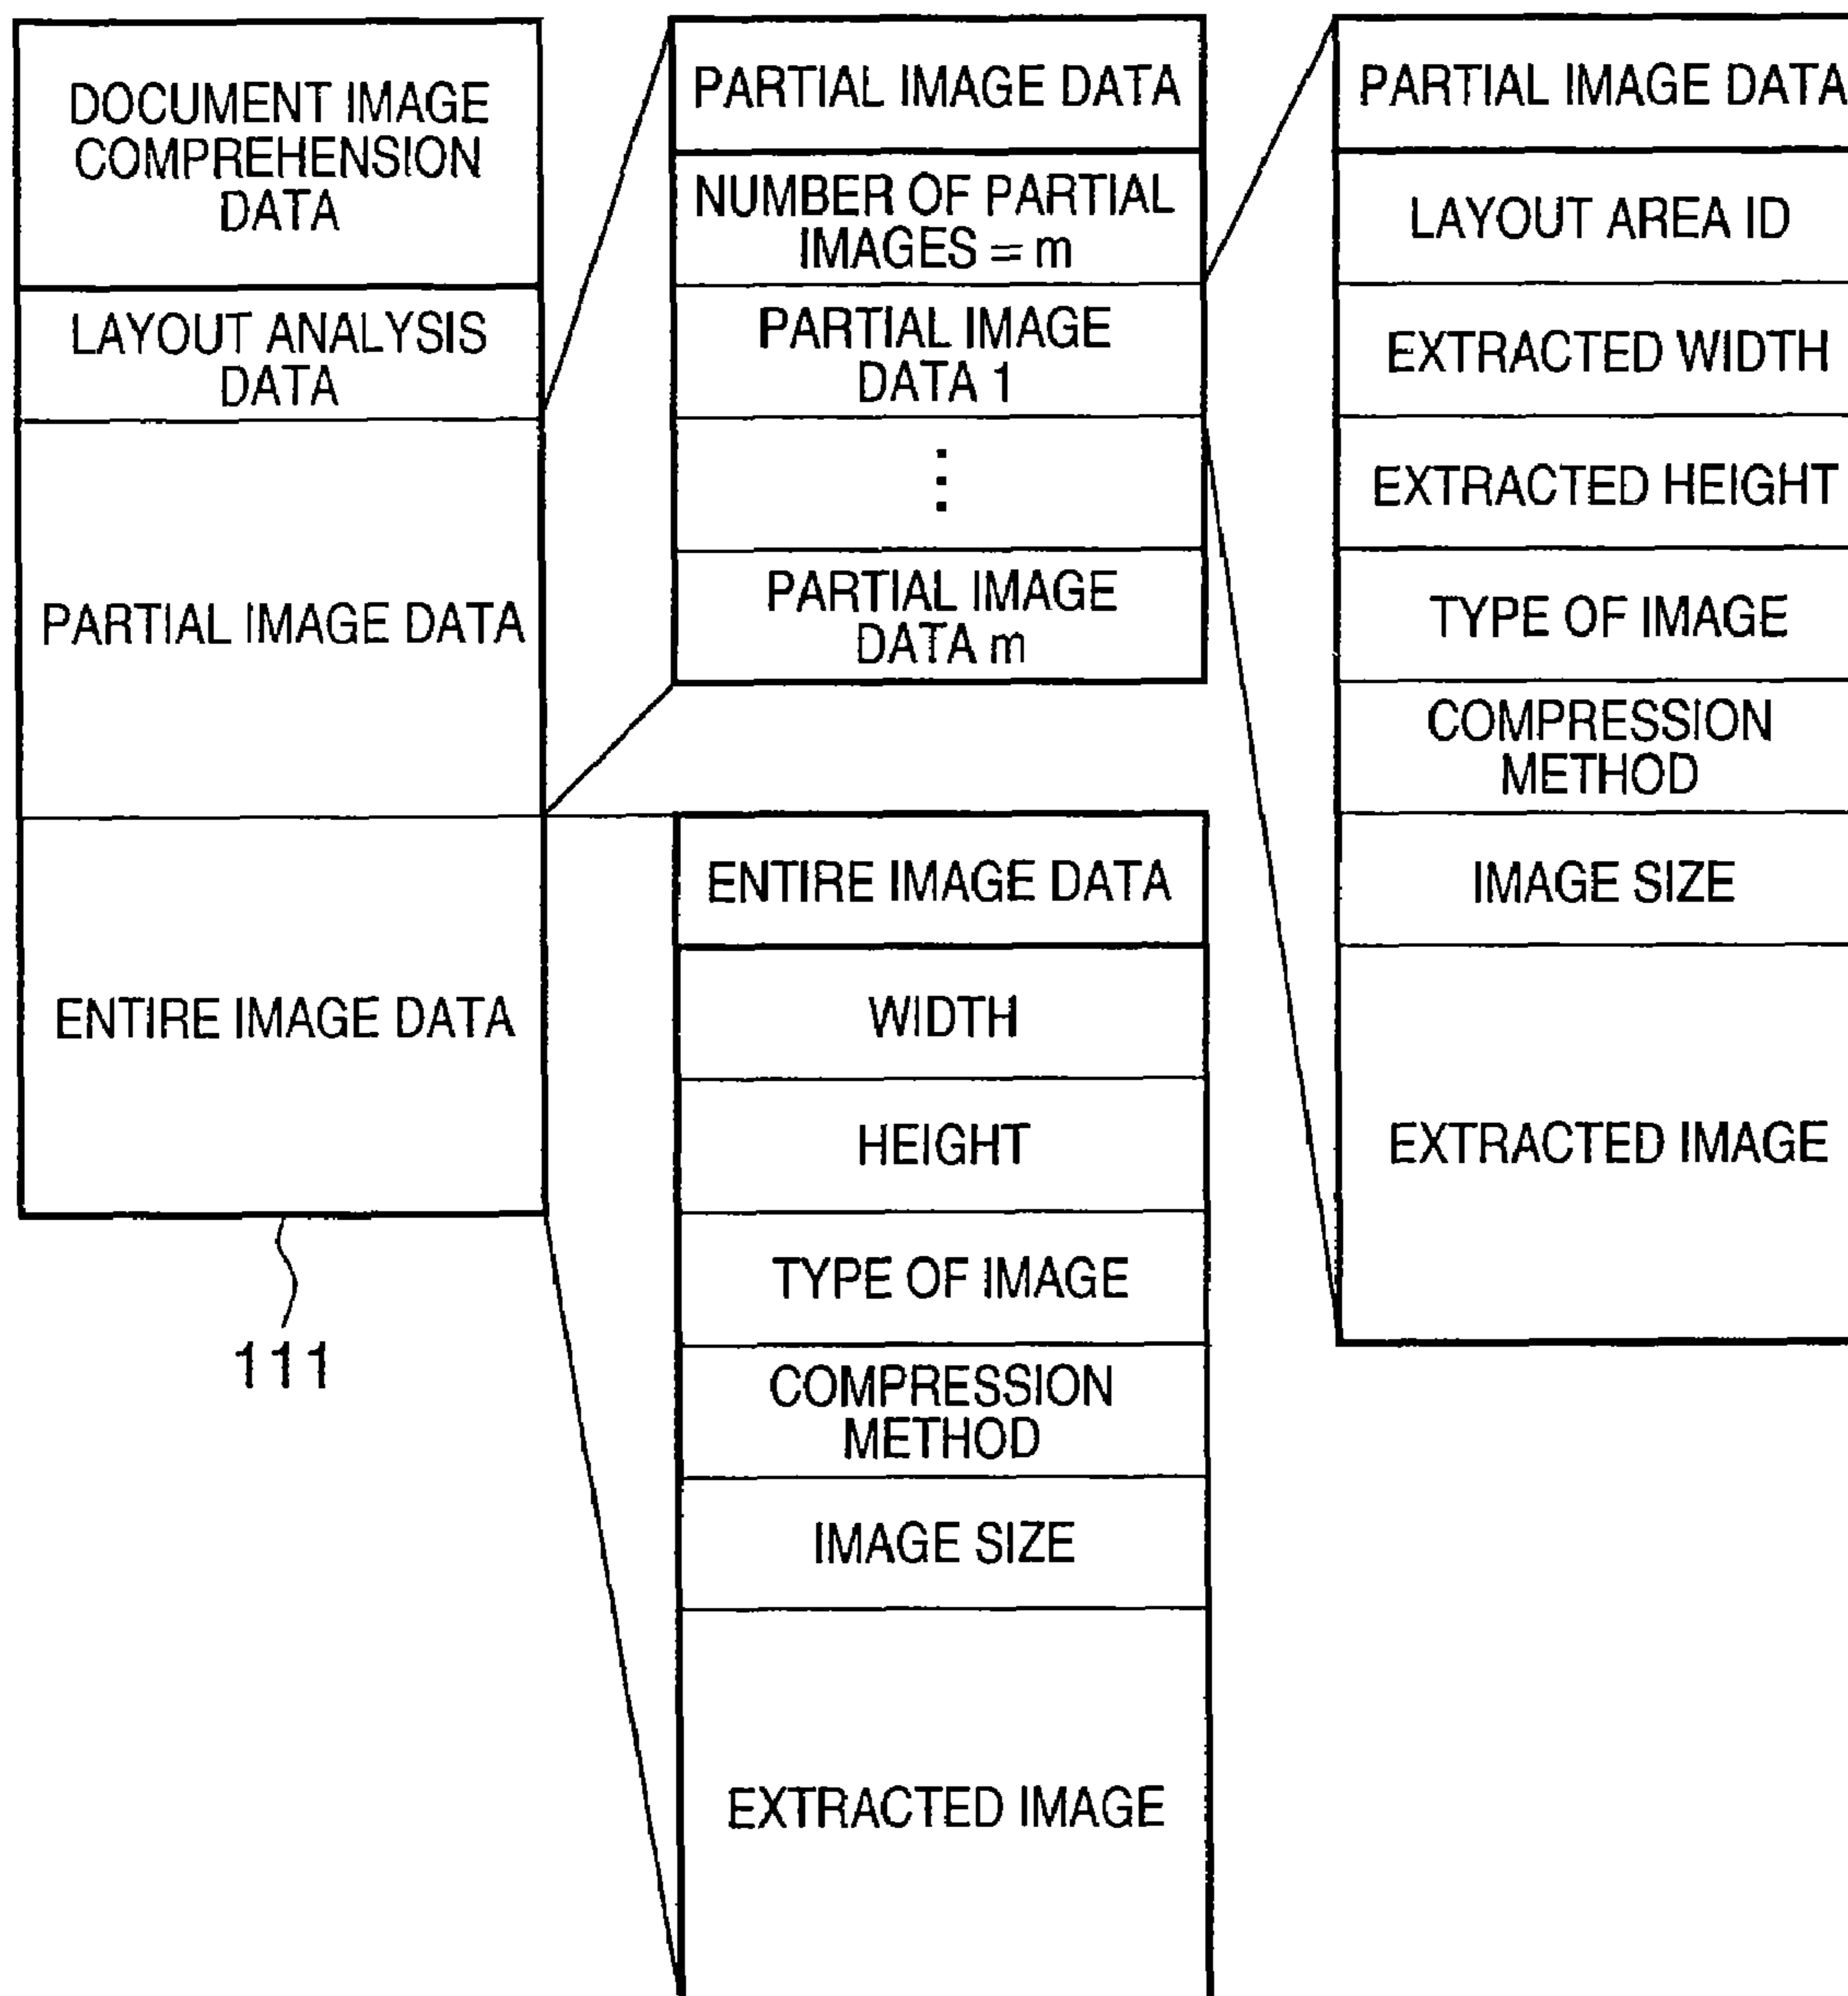 DOCUMENT IMAGE
COMPREHENSION
DATA
LAYOUT ANALYSIS
DATA
PARTIAL IMAGE DATA
ENTIRE IMAGE DATA
111
PARTIAL IMAGE DATA
NUMBER OF PARTIAL
IMAGES = m
PARTIAL IMAGE
DATA 1
⋮
PARTIAL IMAGE
DATA m
ENTIRE IMAGE DATA
WIDTH
HEIGHT
TYPE OF IMAGE
COMPRESSION
METHOD
IMAGE SIZE
EXTRACTED IMAGE
PARTIAL IMAGE DATA
LAYOUT AREA ID
EXTRACTED WIDTH
EXTRACTED HEIGHT
TYPE OF IMAGE
COMPRESSION
METHOD
IMAGE SIZE
EXTRACTED IMAGE